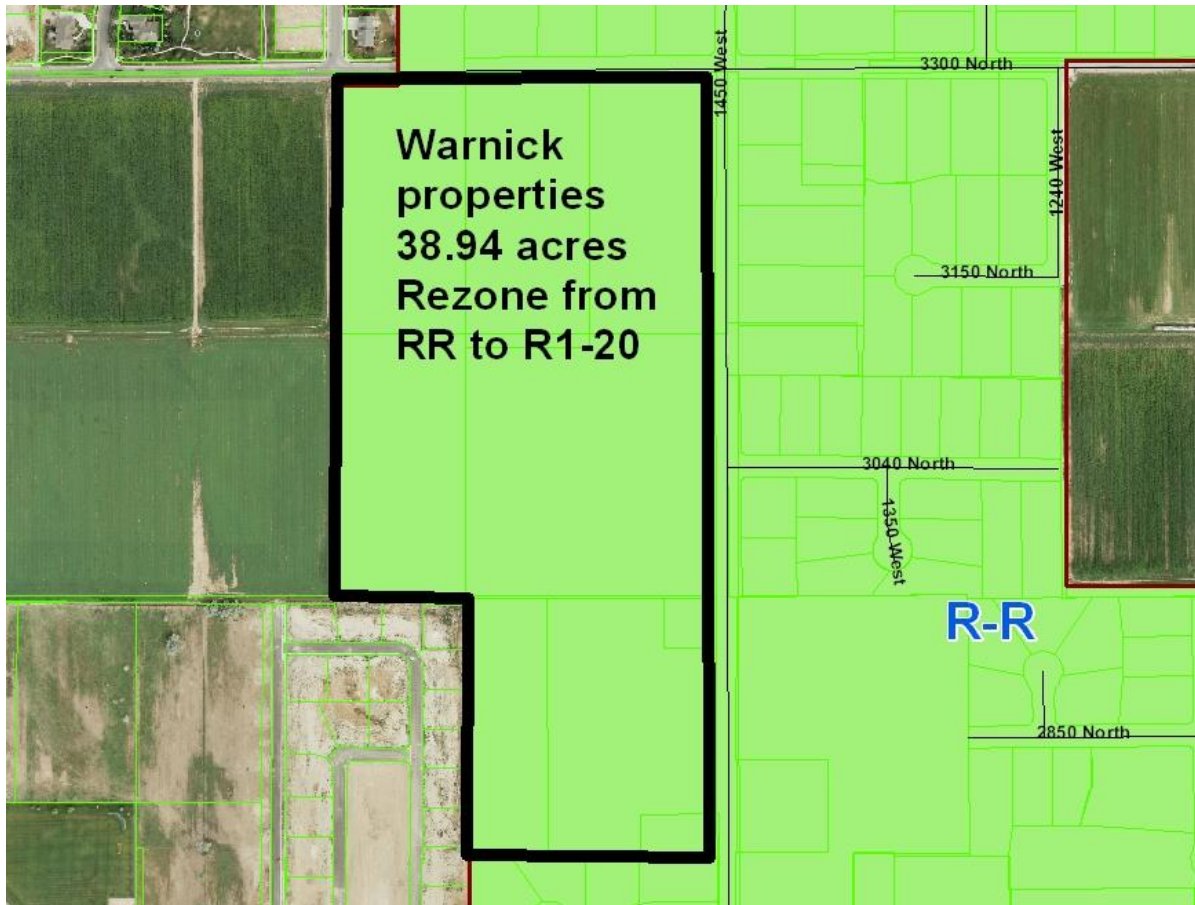 3300 North
1450 West
Warnick
properties
38.94 acres
Rezone from
RR to R1-20
1240 West
3150 North
3040 North
1350 West
R-R
2850 North